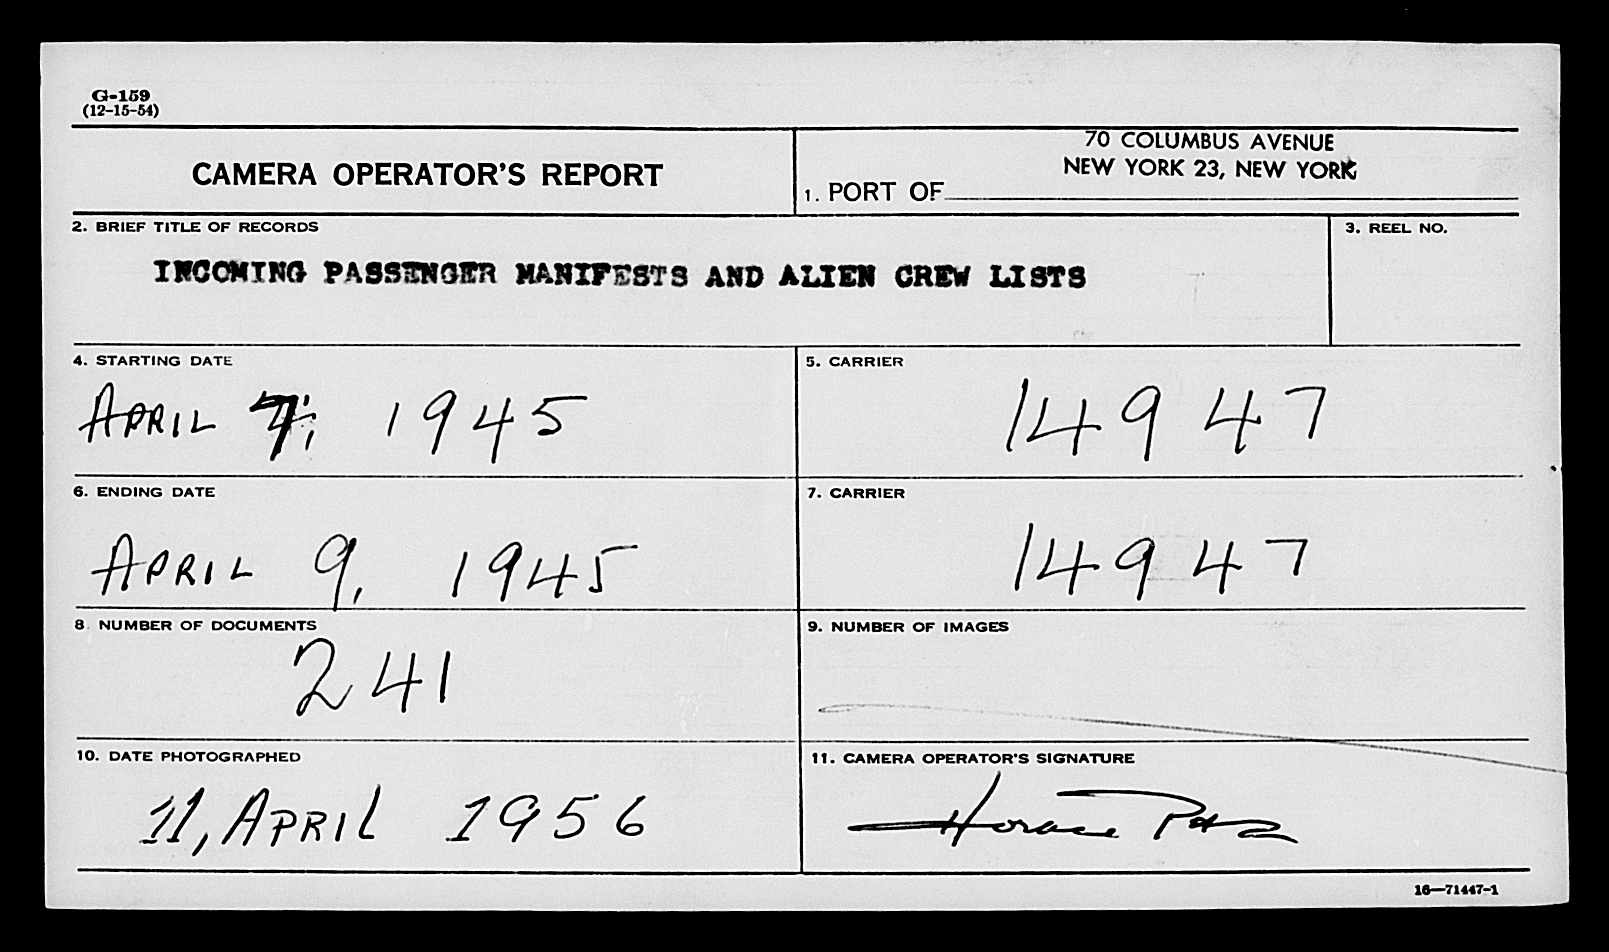 G-159
(12-15-54)
CAMERA OPERATOR'S REPORT
70 COLUMBUS AVENUE
NEW YORK 23, NEW YORK
1. PORT OF
2. BRIEF TITLE OF RECORDS
3. REEL NO.
INCOMING PASSENGER MANIFESTS AND ALIEN CREW LISTS
4. STARTING DATE
5. CARRIER
APRIL 7, 1945
14947
6. ENDING DATE
7. CARRIER
APRIL 9, 1945
14947
8. NUMBER OF DOCUMENTS
9. NUMBER OF IMAGES
241
10. DATE PHOTOGRAPHED
11. CAMERA OPERATOR'S SIGNATURE
11, APRIL 1956
Horace
16—71447-1